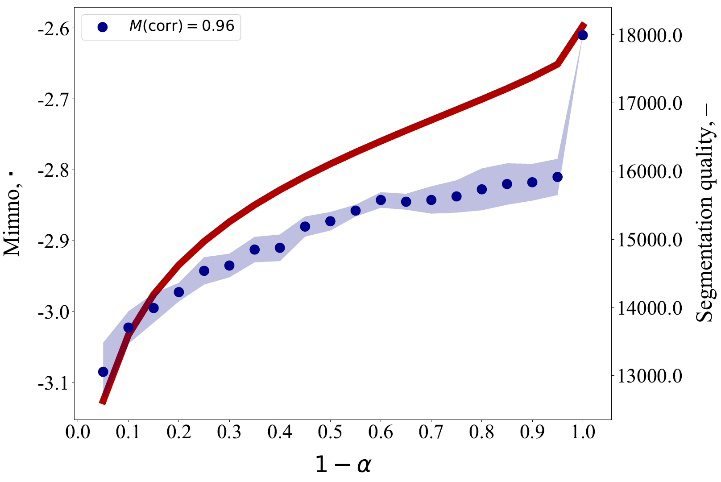 M(corr) = 0.96
-2.6
-2.7
-2.8
-2.9
-3.0
-3.1
Mimno, •
18000.0
17000.0
16000.0
15000.0
14000.0
13000.0
Segmentation quality, –
0.0 0.1 0.2 0.3 0.4 0.5 0.6 0.7 0.8 0.9 1.0
1 − α